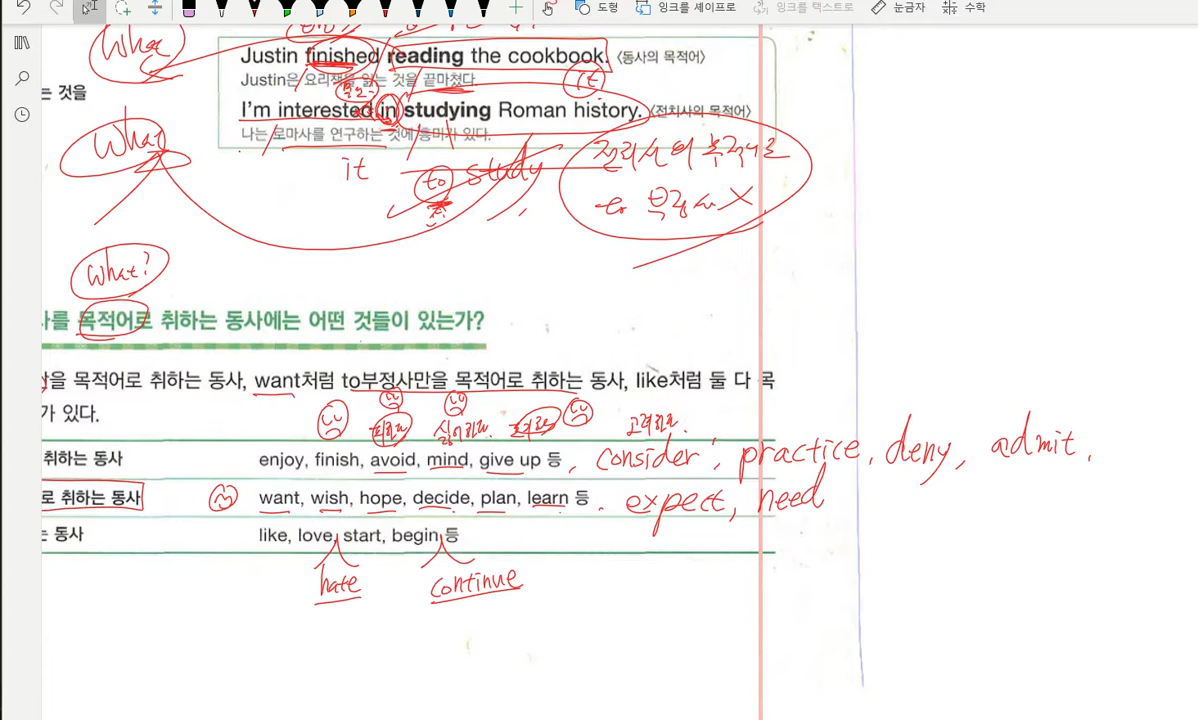 도형 잉크를 셰이프로 잉크를 텍스트로 눈금자 수학
What
Justin finished reading the cookbook. 〈동사의 목적어〉
Justin은 요리책을 읽는 것을 끝마쳤다.
는 것을
it
I'm interested in studying Roman history. 〈전치사의 목적어〉
나는 로마사를 연구하는 것에 흥미가 있다.
What
it
to study
전치사의 목적어로
to 부정사 X
What?
사를 목적어로 취하는 동사에는 어떤 것들이 있는가?
을 목적어로 취하는 동사, want처럼 to부정사만을 목적어로 취하는 동사, like처럼 둘 다 목
가 있다.
피하다 싫어하다 포기하다 고려하다
취하는 동사 enjoy, finish, avoid, mind, give up 등, consider, practice, deny, admit,
로 취하는 동사 want, wish, hope, decide, plan, learn 등. expect, need
는 동사 like, love, start, begin 등
hate continue